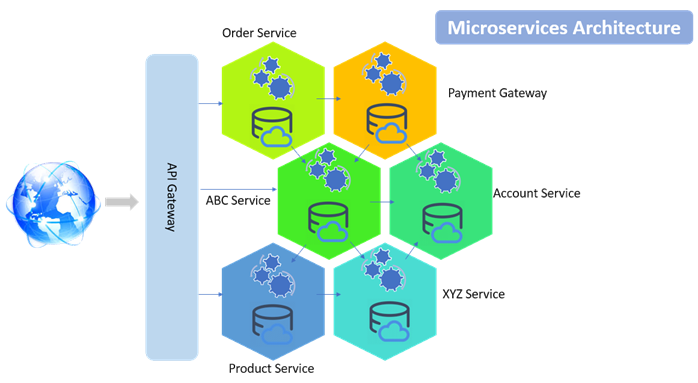 Microservices Architecture
Order Service
Payment Gateway
API Gateway
ABC Service
Account Service
XYZ Service
Product Service